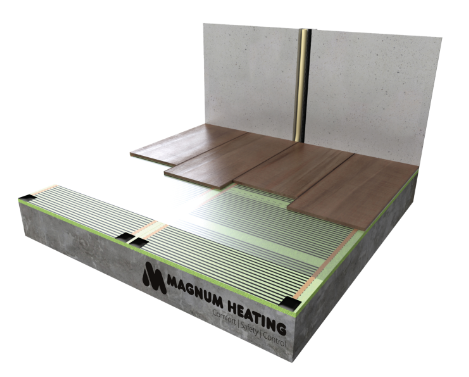 MAGNUM HEATING
Comfort | Safety | Control